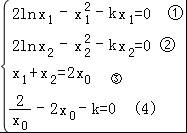 2lnx₁ - x₁² - kx₁=0 ①
2lnx₂ - x₂² - kx₂=0 ②
x₁+x₂=2x₀ ③
2/x₀ - 2x₀ - k=0 (4)